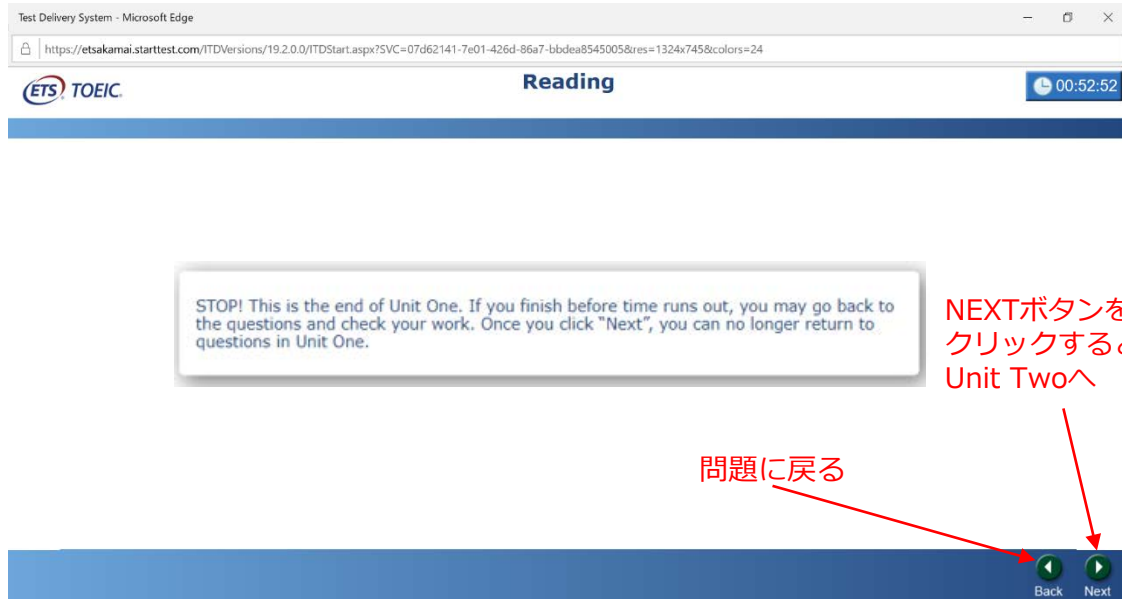 Test Delivery System - Microsoft Edge
https://etsakamai.starttest.com/ITDVersions/19.2.0.0/ITDStart.aspx?SVC=07d62141-7e01-426d-86a7-bbdea8545005&res=1324x745&colors=24
ETS TOEIC.
Reading
00:52:52
STOP! This is the end of Unit One. If you finish before time runs out, you may go back to
the questions and check your work. Once you click "Next", you can no longer return to
questions in Unit One.
NEXTボタンを
クリックすると
Unit Twoへ
問題に戻る
Back
Next